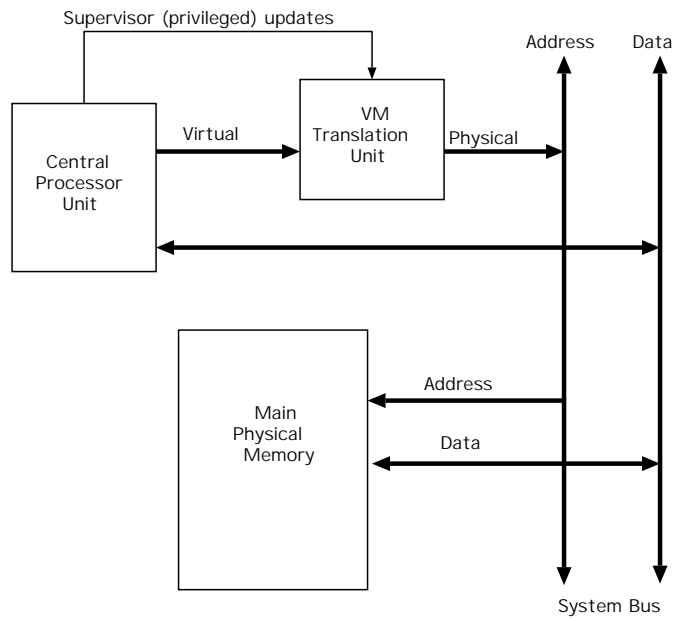 Supervisor (privileged) updates
Address
Data
VM
Translation
Unit
Virtual
Physical
Central
Processor
Unit
Address
Main
Physical
Memory
Data
System Bus